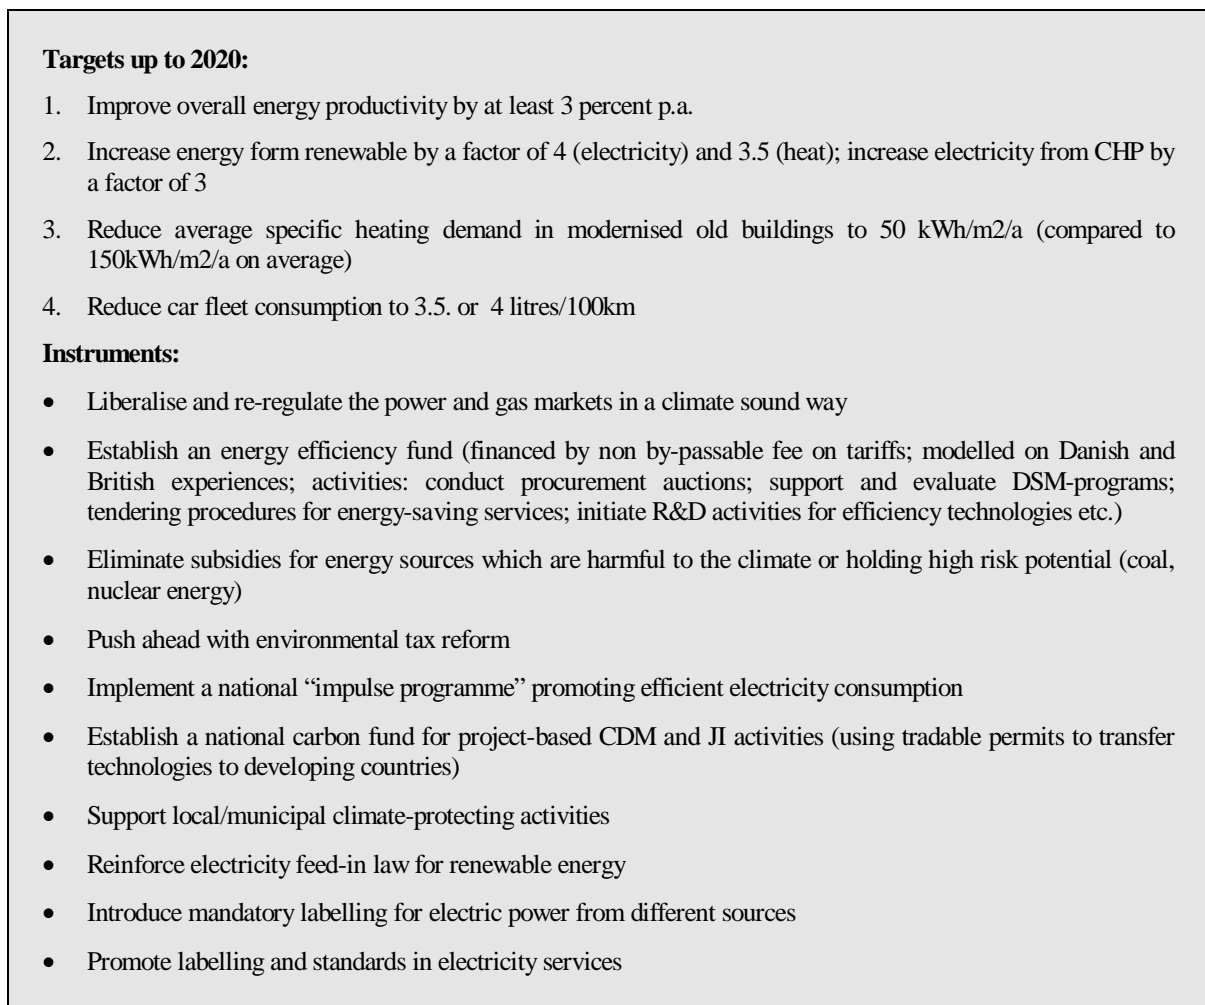 Targets up to 2020:
1. Improve overall energy productivity by at least 3 percent p.a.
2. Increase energy form renewable by a factor of 4 (electricity) and 3.5 (heat); increase electricity from CHP by
a factor of 3
3. Reduce average specific heating demand in modernised old buildings to 50 kWh/m2/a (compared to
150kWh/m2/a on average)
4. Reduce car fleet consumption to 3.5. or 4 litres/100km
Instruments:
• Liberalise and re-regulate the power and gas markets in a climate sound way
• Establish an energy efficiency fund (financed by non by-passable fee on tariffs; modelled on Danish and
British experiences; activities: conduct procurement auctions; support and evaluate DSM-programs;
tendering procedures for energy-saving services; initiate R&D activities for efficiency technologies etc.)
• Eliminate subsidies for energy sources which are harmful to the climate or holding high risk potential (coal,
nuclear energy)
• Push ahead with environmental tax reform
• Implement a national “impulse programme” promoting efficient electricity consumption
• Establish a national carbon fund for project-based CDM and JI activities (using tradable permits to transfer
technologies to developing countries)
• Support local/municipal climate-protecting activities
• Reinforce electricity feed-in law for renewable energy
• Introduce mandatory labelling for electric power from different sources
• Promote labelling and standards in electricity services